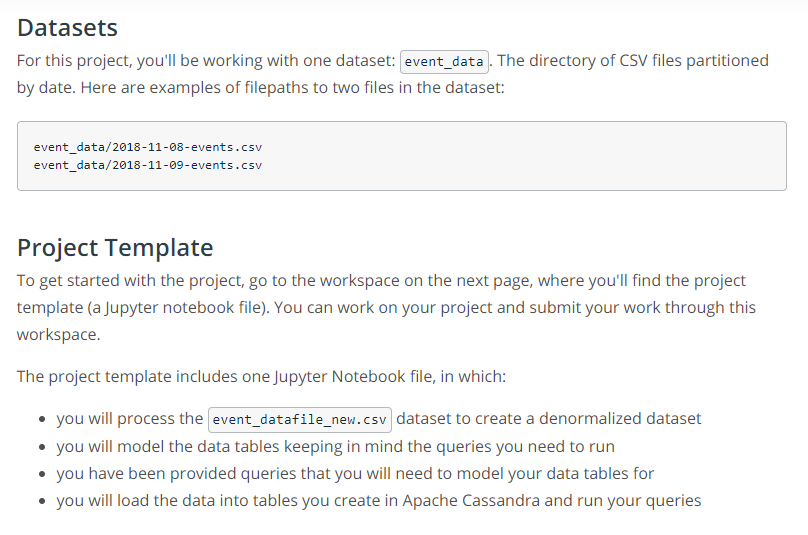 Datasets
For this project, you'll be working with one dataset: event_data. The directory of CSV files partitioned
by date. Here are examples of filepaths to two files in the dataset:
event_data/2018-11-08-events.csv
event_data/2018-11-09-events.csv
Project Template
To get started with the project, go to the workspace on the next page, where you'll find the project
template (a Jupyter notebook file). You can work on your project and submit your work through this
workspace.
The project template includes one Jupyter Notebook file, in which:
• you will process the event_datafile_new.csv dataset to create a denormalized dataset
• you will model the data tables keeping in mind the queries you need to run
• you have been provided queries that you will need to model your data tables for
• you will load the data into tables you create in Apache Cassandra and run your queries